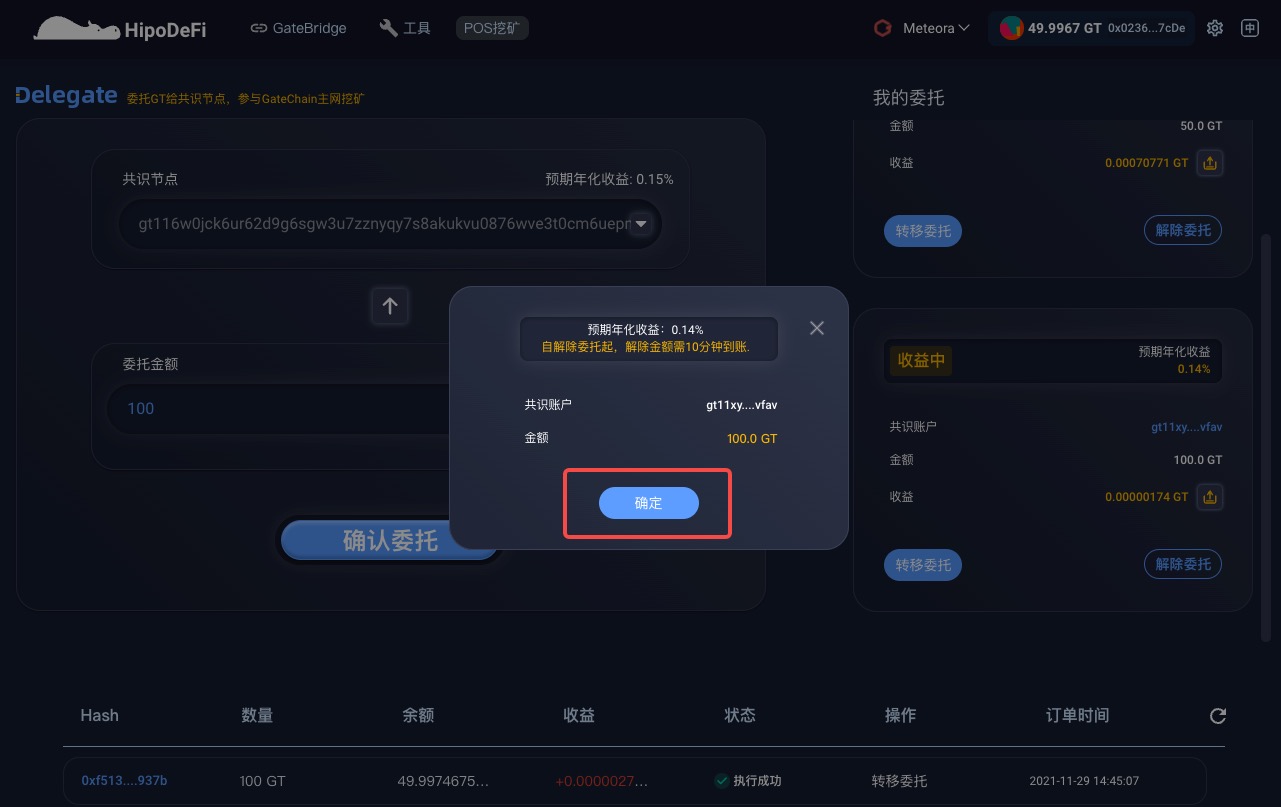 HipoDeFi
GateBridge
工具
POS挖矿
Meteora
49.9967 GT 0x0236...7cDe
中
Delegate 委托GT给共识节点，参与GateChain主网挖矿
共识节点
预期年化收益: 0.15%
gt116w0jck6ur62d9g6sgw3u7zznyqy7s8akukvu0876wve3t0cm6uepr
委托金额
100
确认委托
预期年化收益：0.14%
自解除委托起，解除金额需10分钟到账.
共识账户
gt11xy....vfav
金额
100.0 GT
确定
我的委托
金额
50.0 GT
收益
0.00070771 GT
转移委托
解除委托
收益中
预期年化收益
0.14%
共识账户
gt11xy....vfav
金额
100.0 GT
收益
0.00000174 GT
转移委托
解除委托
Hash 数量 余额 收益 状态 操作 订单时间
0xf513....937b 100 GT 49.9974675... +0.0000027... 执行成功 转移委托 2021-11-29 14:45:07